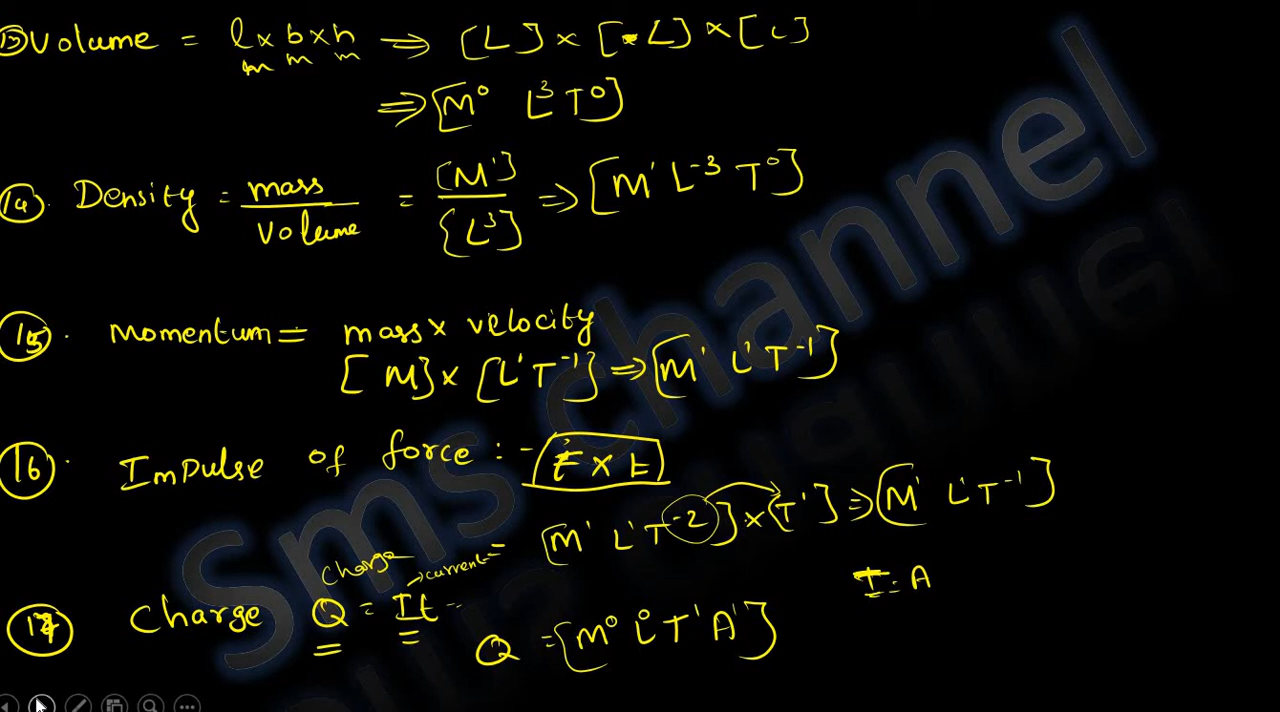 13 Volume = l × b × h ⇒ [L] × [L] × [L]
m m m
⇒ [M⁰ L³ T⁰]
14. Density = mass / Volume = [M¹] / [L³] ⇒ [M¹ L⁻³ T⁰]
15. Momentum = mass × velocity
[M] × [L¹ T⁻¹] ⇒ [M¹ L¹ T⁻¹]
16. Impulse of force :- F × t
[M¹ L¹ T⁻²] × [T¹] ⇒ [M¹ L¹ T⁻¹]
Charge → current =
I = A
17 Charge Q = It
Q = [M⁰ L⁰ T¹ A¹]
Sms channel